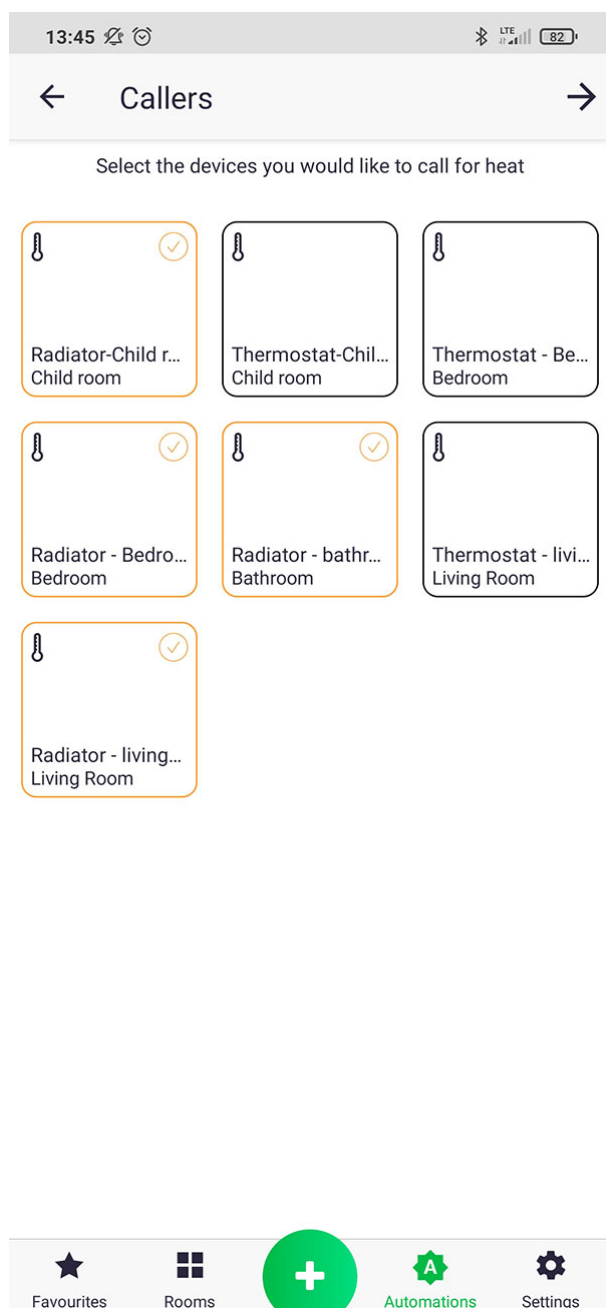 13:45 LTE 82
Callers
Select the devices you would like to call for heat
Radiator-Child r...
Child room
Thermostat-Chil...
Child room
Thermostat - Be...
Bedroom
Radiator - Bedro...
Bedroom
Radiator - bathr...
Bathroom
Thermostat - livi...
Living Room
Radiator - living...
Living Room
A
Favourites Rooms Automations Settings